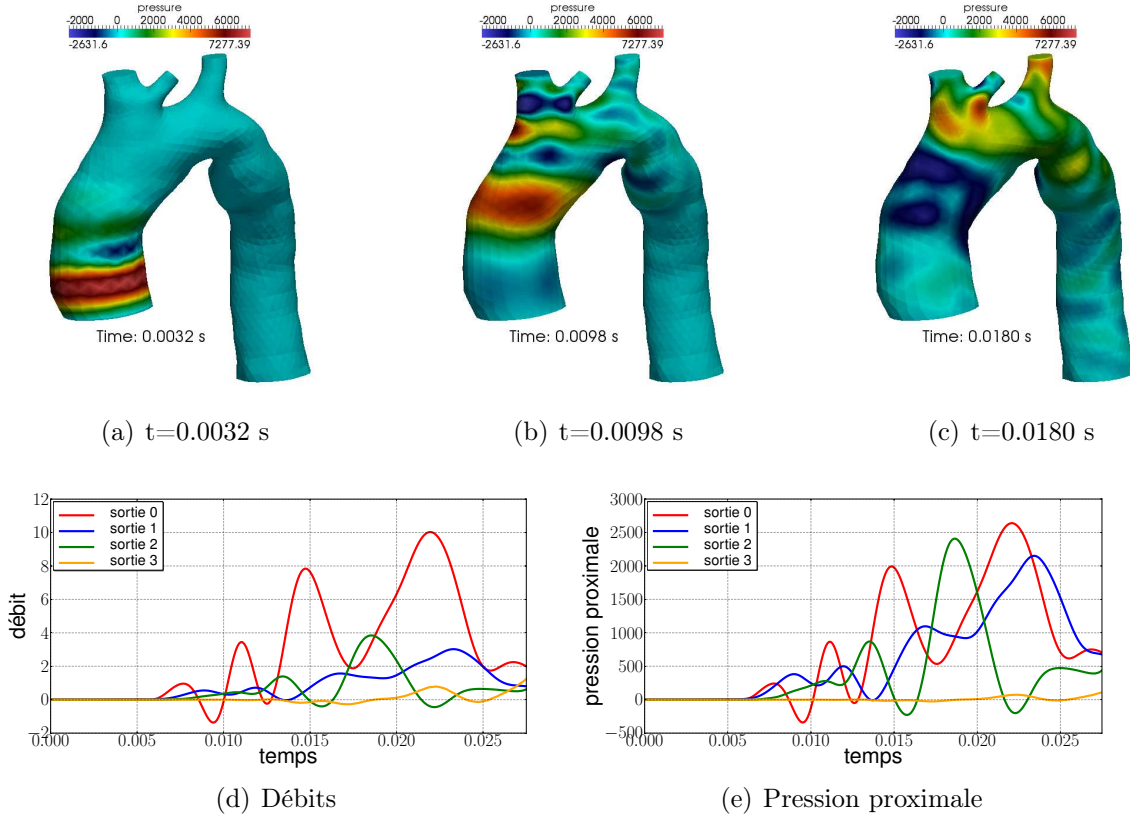 pressure
-2000 0 2000 4000 6000
-2631.6 7277.39
Time: 0.0032 s
(a) t=0.0032 s
pressure
-2000 0 2000 4000 6000
-2631.6 7277.39
Time: 0.0098 s
(b) t=0.0098 s
pressure
-2000 0 2000 4000 6000
-2631.6 7277.39
Time: 0.0180 s
(c) t=0.0180 s
12
10
8
6
4
2
0
−2
débit
sortie 0
sortie 1
sortie 2
sortie 3
0.000 0.005 0.010 0.015 0.020 0.025
temps
(d) Débits
3000
2500
2000
1500
1000
500
0
−500
pression proximale
sortie 0
sortie 1
sortie 2
sortie 3
0.000 0.005 0.010 0.015 0.020 0.025
temps
(e) Pression proximale